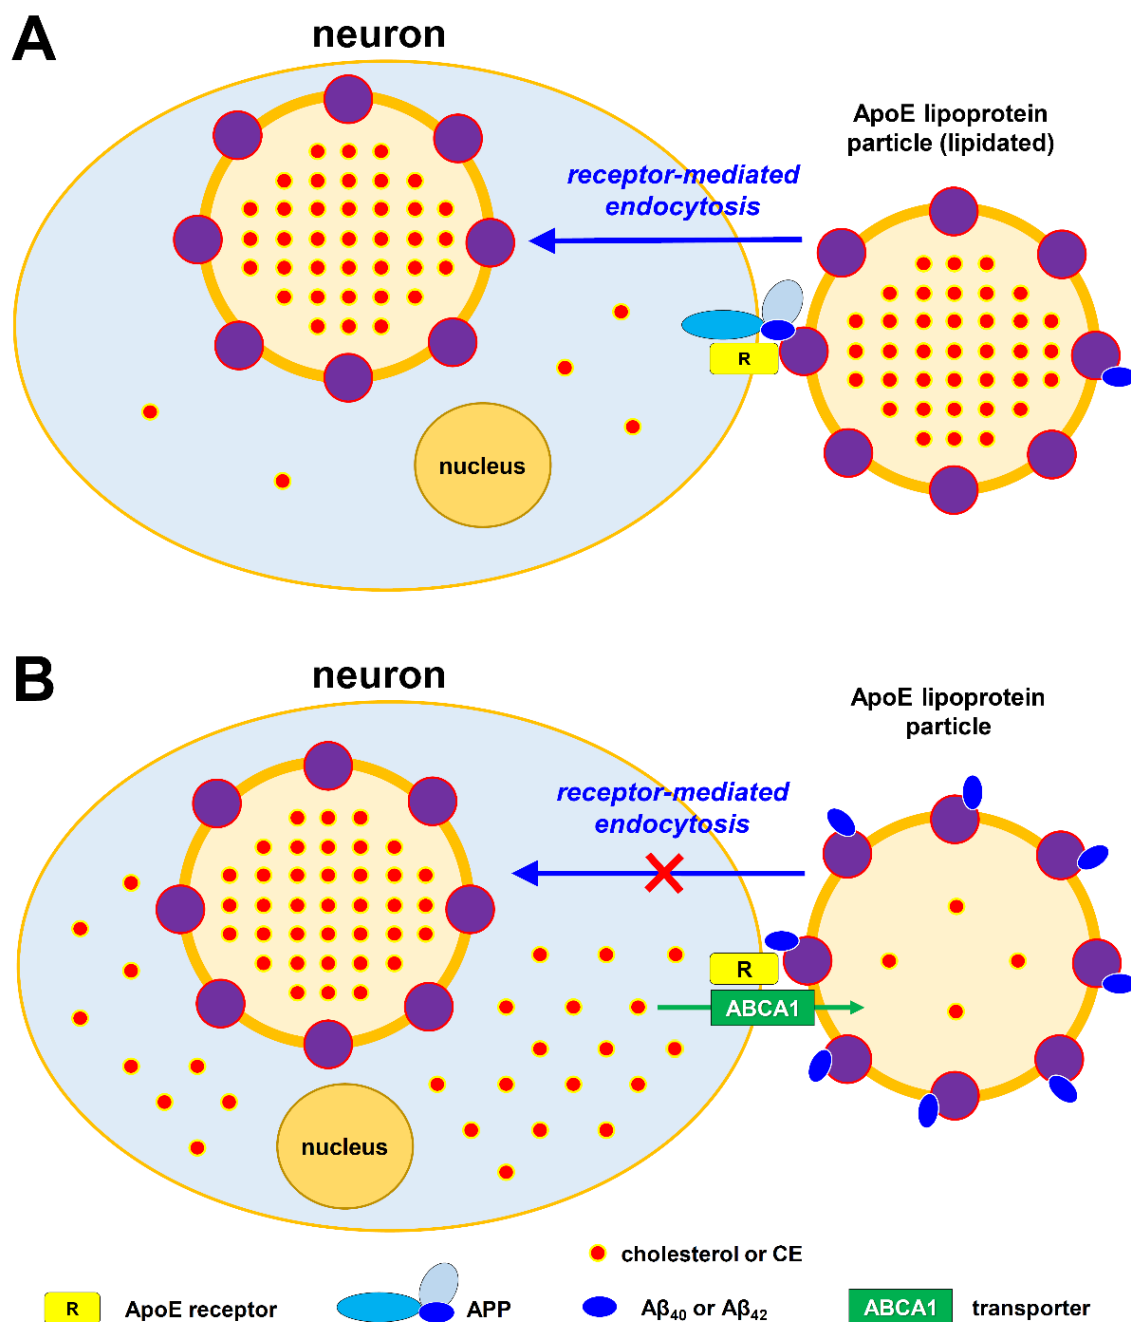 A
neuron
ApoE lipoprotein
particle (lipidated)
receptor-mediated
endocytosis
R
nucleus
B
neuron
ApoE lipoprotein
particle
receptor-mediated
endocytosis
R
ABCA1
nucleus
cholesterol or CE
R ApoE receptor
APP
Aβ₄₀ or Aβ₄₂
ABCA1 transporter